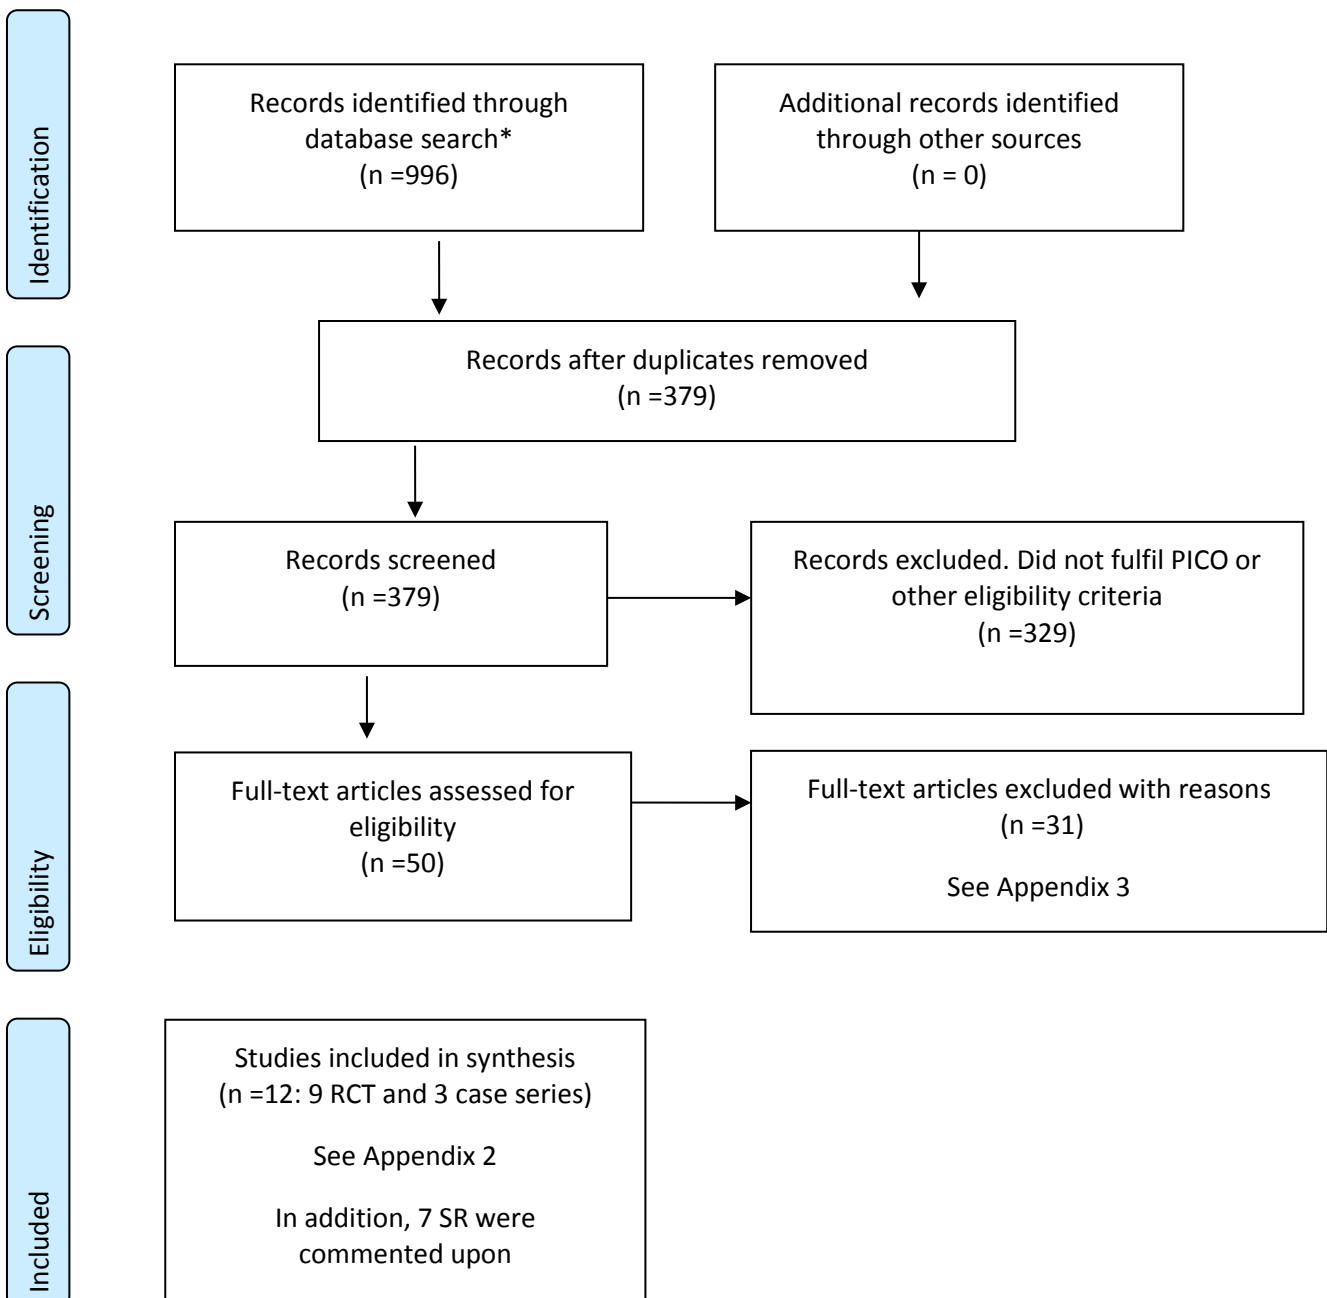 Identification
Records identified through
database search*
(n =996)
Additional records identified
through other sources
(n = 0)
Records after duplicates removed
(n =379)
Screening
Records screened
(n =379)
Records excluded. Did not fulfil PICO or
other eligibility criteria
(n =329)
Eligibility
Full-text articles assessed for
eligibility
(n =50)
Full-text articles excluded with reasons
(n =31)
See Appendix 3
Included
Studies included in synthesis
(n =12: 9 RCT and 3 case series)
See Appendix 2
In addition, 7 SR were
commented upon